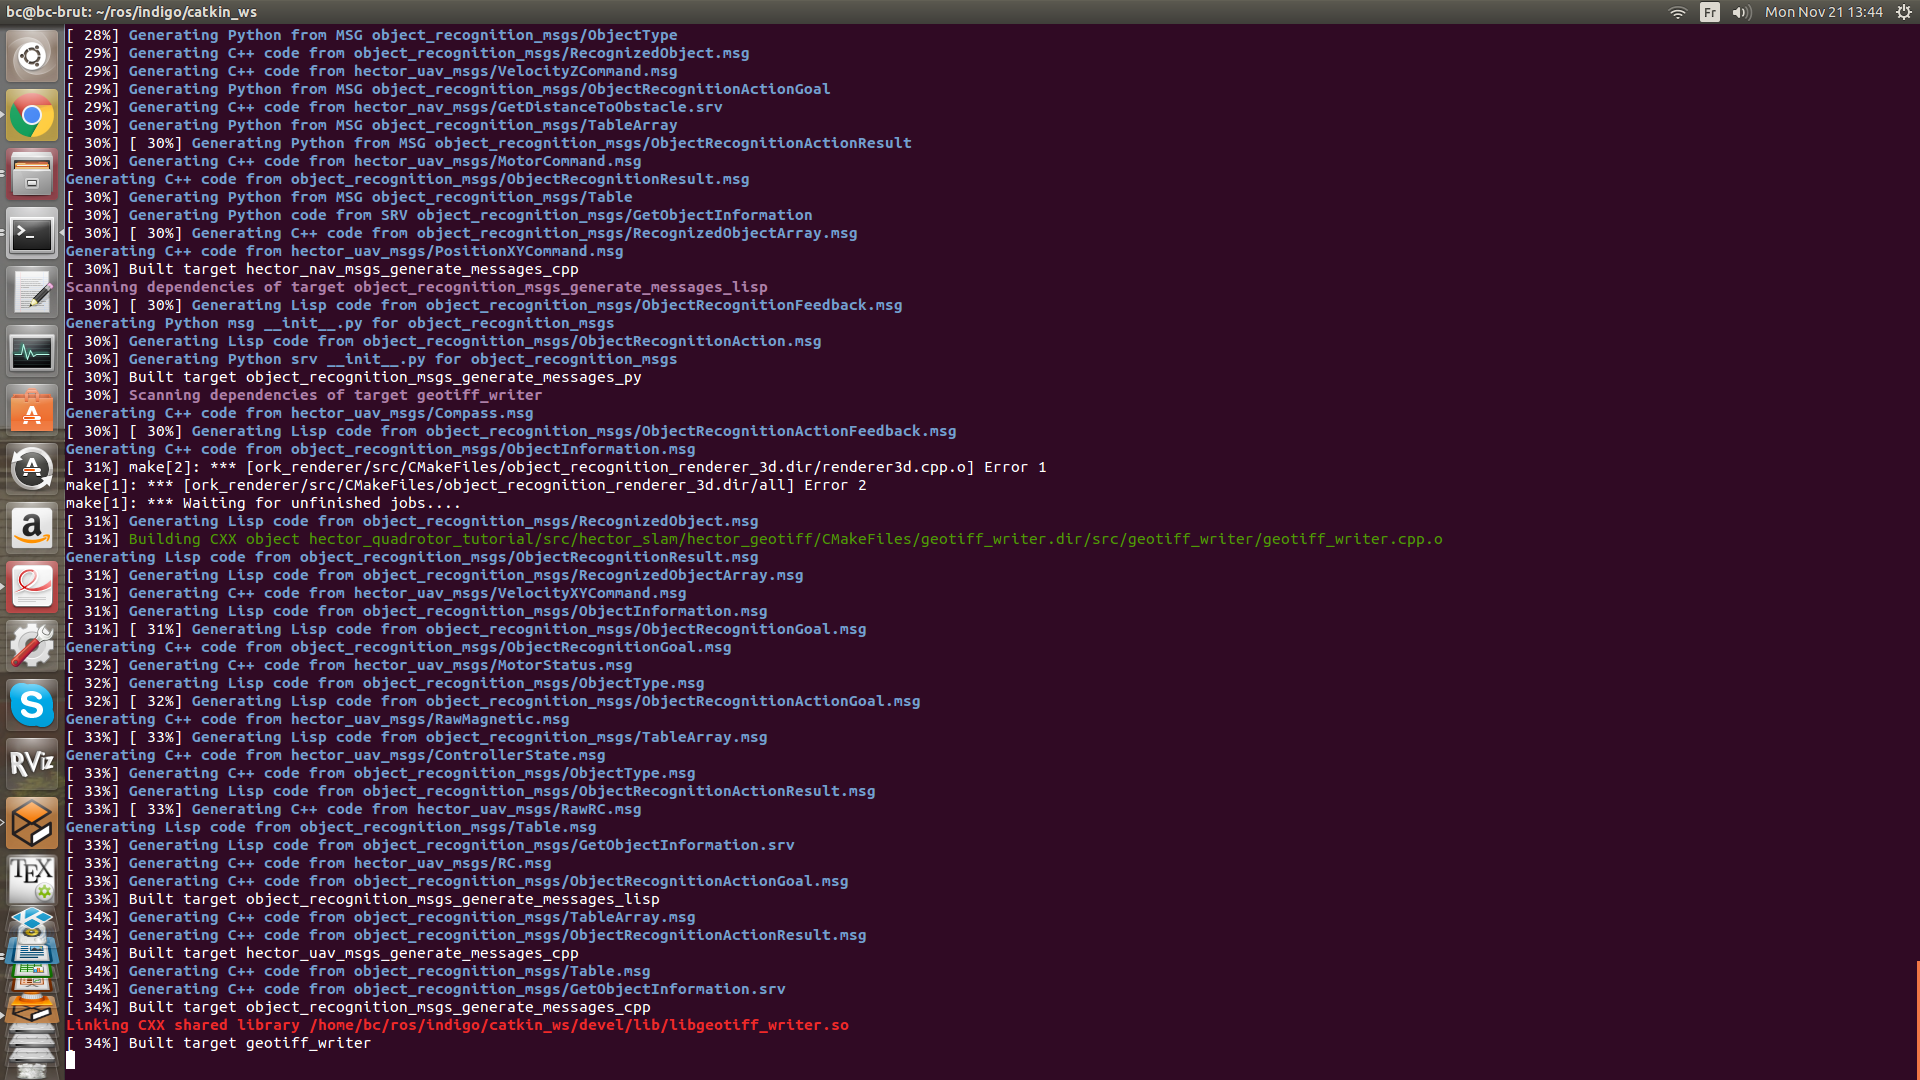 bc@bc-brut: ~/ros/indigo/catkin_ws
Fr
Mon Nov 21 13:44
[ 28%] Generating Python from MSG object_recognition_msgs/ObjectType
[ 29%] Generating C++ code from object_recognition_msgs/RecognizedObject.msg
[ 29%] Generating C++ code from hector_uav_msgs/VelocityZCommand.msg
[ 29%] Generating Python from MSG object_recognition_msgs/ObjectRecognitionActionGoal
[ 29%] Generating C++ code from hector_nav_msgs/GetDistanceToObstacle.srv
[ 30%] Generating Python from MSG object_recognition_msgs/TableArray
[ 30%] [ 30%] Generating Python from MSG object_recognition_msgs/ObjectRecognitionActionResult
[ 30%] Generating C++ code from hector_uav_msgs/MotorCommand.msg
Generating C++ code from object_recognition_msgs/ObjectRecognitionResult.msg
[ 30%] Generating Python from MSG object_recognition_msgs/Table
[ 30%] Generating Python code from SRV object_recognition_msgs/GetObjectInformation
[ 30%] [ 30%] Generating C++ code from object_recognition_msgs/RecognizedObjectArray.msg
Generating C++ code from hector_uav_msgs/PositionXYCommand.msg
[ 30%] Built target hector_nav_msgs_generate_messages_cpp
Scanning dependencies of target object_recognition_msgs_generate_messages_lisp
[ 30%] [ 30%] Generating Lisp code from object_recognition_msgs/ObjectRecognitionFeedback.msg
Generating Python msg __init__.py for object_recognition_msgs
[ 30%] Generating Lisp code from object_recognition_msgs/ObjectRecognitionAction.msg
[ 30%] Generating Python srv __init__.py for object_recognition_msgs
[ 30%] Built target object_recognition_msgs_generate_messages_py
[ 30%] Scanning dependencies of target geotiff_writer
Generating C++ code from hector_uav_msgs/Compass.msg
[ 30%] [ 30%] Generating Lisp code from object_recognition_msgs/ObjectRecognitionActionFeedback.msg
Generating C++ code from object_recognition_msgs/ObjectInformation.msg
[ 31%] make[2]: *** [ork_renderer/src/CMakeFiles/object_recognition_renderer_3d.dir/renderer3d.cpp.o] Error 1
make[1]: *** [ork_renderer/src/CMakeFiles/object_recognition_renderer_3d.dir/all] Error 2
make[1]: *** Waiting for unfinished jobs....
[ 31%] Generating Lisp code from object_recognition_msgs/RecognizedObject.msg
[ 31%] Building CXX object hector_quadrotor_tutorial/src/hector_slam/hector_geotiff/CMakeFiles/geotiff_writer.dir/src/geotiff_writer/geotiff_writer.cpp.o
Generating Lisp code from object_recognition_msgs/ObjectRecognitionResult.msg
[ 31%] Generating Lisp code from object_recognition_msgs/RecognizedObjectArray.msg
[ 31%] Generating C++ code from hector_uav_msgs/VelocityXYCommand.msg
[ 31%] Generating Lisp code from object_recognition_msgs/ObjectInformation.msg
[ 31%] [ 31%] Generating Lisp code from object_recognition_msgs/ObjectRecognitionGoal.msg
Generating C++ code from object_recognition_msgs/ObjectRecognitionGoal.msg
[ 32%] Generating C++ code from hector_uav_msgs/MotorStatus.msg
[ 32%] Generating Lisp code from object_recognition_msgs/ObjectType.msg
[ 32%] [ 32%] Generating Lisp code from object_recognition_msgs/ObjectRecognitionActionGoal.msg
Generating C++ code from hector_uav_msgs/RawMagnetic.msg
[ 33%] [ 33%] Generating Lisp code from object_recognition_msgs/TableArray.msg
Generating C++ code from hector_uav_msgs/ControllerState.msg
[ 33%] Generating C++ code from object_recognition_msgs/ObjectType.msg
[ 33%] Generating Lisp code from object_recognition_msgs/ObjectRecognitionActionResult.msg
[ 33%] [ 33%] Generating C++ code from hector_uav_msgs/RawRC.msg
Generating Lisp code from object_recognition_msgs/Table.msg
[ 33%] Generating Lisp code from object_recognition_msgs/GetObjectInformation.srv
[ 33%] Generating C++ code from hector_uav_msgs/RC.msg
[ 33%] Generating C++ code from object_recognition_msgs/ObjectRecognitionActionGoal.msg
[ 33%] Built target object_recognition_msgs_generate_messages_lisp
[ 34%] Generating C++ code from object_recognition_msgs/TableArray.msg
[ 34%] Generating C++ code from object_recognition_msgs/ObjectRecognitionActionResult.msg
[ 34%] Built target hector_uav_msgs_generate_messages_cpp
[ 34%] Generating C++ code from object_recognition_msgs/Table.msg
[ 34%] Generating C++ code from object_recognition_msgs/GetObjectInformation.srv
[ 34%] Built target object_recognition_msgs_generate_messages_cpp
Linking CXX shared library /home/bc/ros/indigo/catkin_ws/devel/lib/libgeotiff_writer.so
[ 34%] Built target geotiff_writer
a
S
RViz
TEX